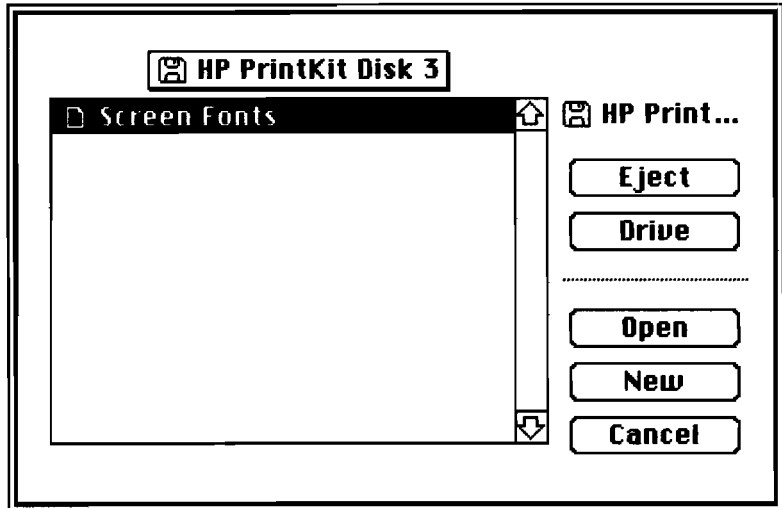 HP PrintKit Disk 3
Screen Fonts
HP Print...
Eject
Drive
Open
New
Cancel